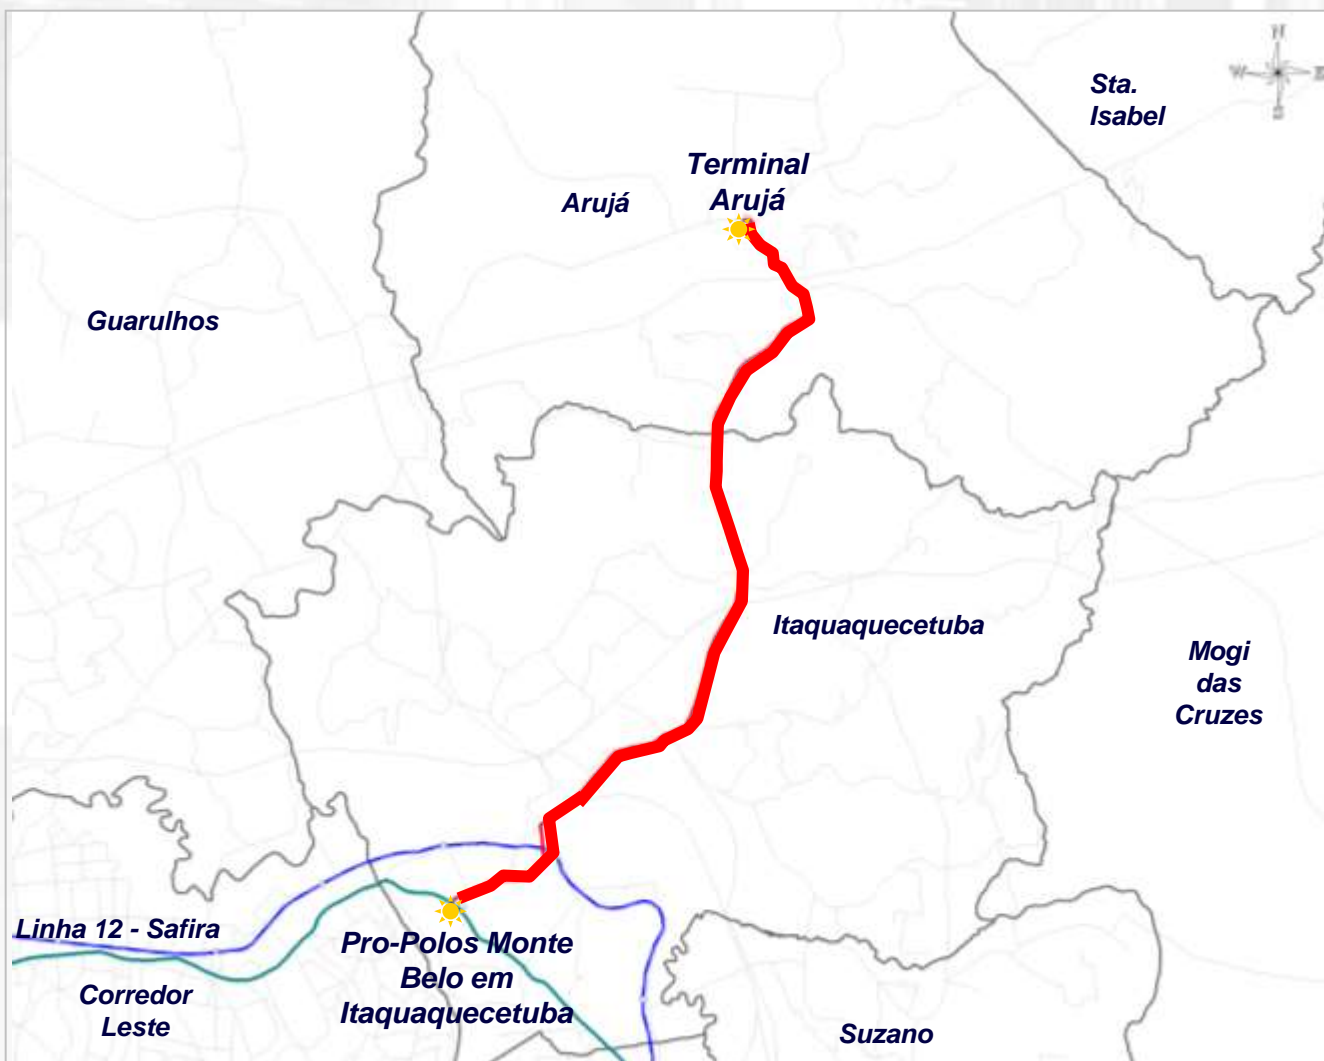 N
W
E
S
Sta.
Isabel
Terminal
Arujá
Arujá
Guarulhos
Itaquaquecetuba
Mogi
das
Cruzes
Linha 12 - Safira
Pro-Polos Monte
Belo em
Itaquaquecetuba
Corredor
Leste
Suzano